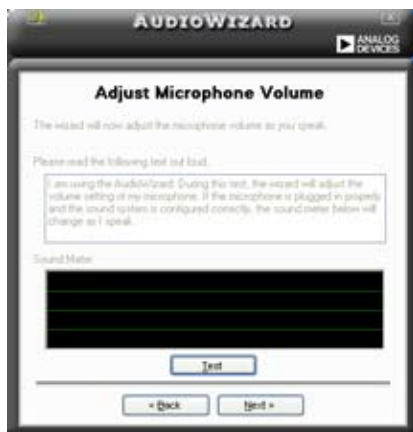 AUDIOWIZARD
ANALOG
DEVICES
Adjust Microphone Volume
The wizard will now adjust the microphone volume as you speak.
Please read the following text out loud.
I am using the AudioWizard. During this test, the wizard will adjust the
volume setting of my microphone. If the microphone is plugged in properly
and the sound system is configured correctly, the sound meter below will
change as I speak.
Sound Meter
Test
« Back
Next »